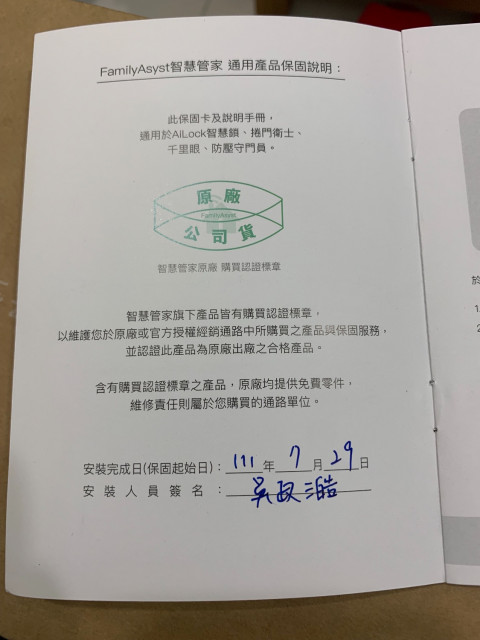 FamilyAsyst智慧管家 通用產品保固說明：
此保固卡及說明手冊，
通用於AiLock智慧鎖、捲門衛士、
千里眼、防壓守門員。
原廠
FamilyAsyst
公司貨
智慧管家原廠 購買認證標章
智慧管家旗下產品皆有購買認證標章，
以維護您於原廠或官方授權經銷通路中所購買之產品與保固服務，
並認證此產品為原廠出廠之合格產品。
含有購買認證標章之產品，原廠均提供免費零件，
維修責任則屬於您購買的通路單位。
安裝完成日(保固起始日)：111年7月29日
安裝人員簽名：吳政澔
於
1.
2